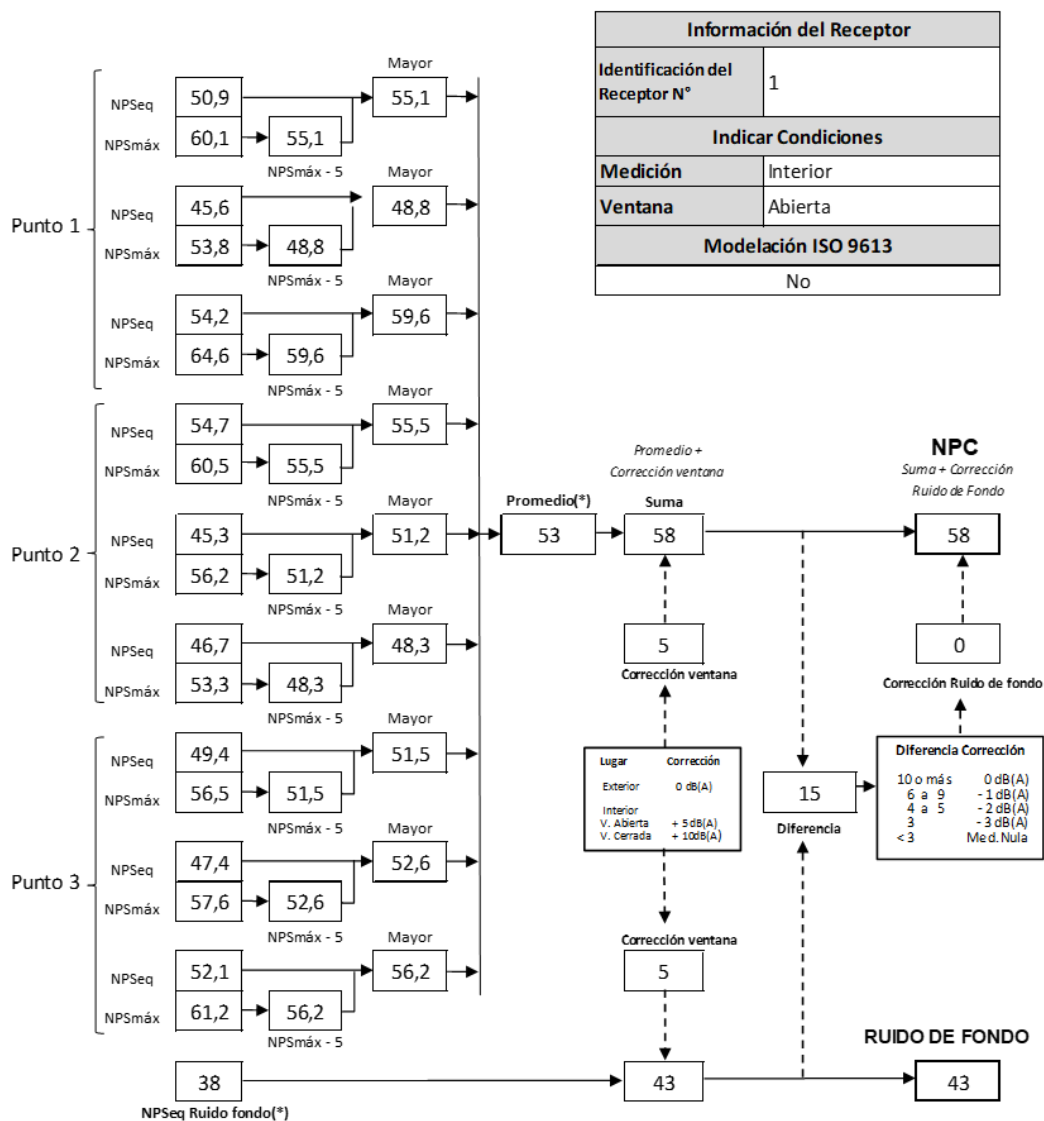 Información del Receptor
Identificación del Receptor N° 1
Indicar Condiciones
Medición Interior
Ventana Abierta
Modelación ISO 9613
No
Punto 1
Mayor
NPSeq 50,9 55,1
NPSmáx 60,1 55,1
NPSmáx - 5
Mayor
NPSeq 45,6 48,8
NPSmáx 53,8 48,8
NPSmáx - 5
Mayor
NPSeq 54,2 59,6
NPSmáx 64,6 59,6
NPSmáx - 5
Punto 2
Mayor
NPSeq 54,7 55,5
NPSmáx 60,5 55,5
NPSmáx - 5
Mayor
NPSeq 45,3 51,2
NPSmáx 56,2 51,2
NPSmáx - 5
Mayor
NPSeq 46,7 48,3
NPSmáx 53,3 48,3
NPSmáx - 5
Punto 3
Mayor
NPSeq 49,4 51,5
NPSmáx 56,5 51,5
NPSmáx - 5
Mayor
NPSeq 47,4 52,6
NPSmáx 57,6 52,6
NPSmáx - 5
Mayor
NPSeq 52,1 56,2
NPSmáx 61,2 56,2
NPSmáx - 5
38
NPSeq Ruido fondo(*)
Promedio(*)
53
Promedio +
Corrección ventana
Suma
58
5
Corrección ventana
Lugar Corrección
Exterior 0 dB(A)
Interior
V. Abierta + 5dB(A)
V. Cerrada + 10dB(A)
Corrección ventana
5
43
15
Diferencia
NPC
Suma + Corrección
Ruido de Fondo
58
0
Corrección Ruido de fondo
Diferencia Corrección
10 o más 0 dB(A)
6 a 9 -1 dB(A)
4 a 5 -2 dB(A)
3 -3 dB(A)
< 3 Med. Nula
RUIDO DE FONDO
43